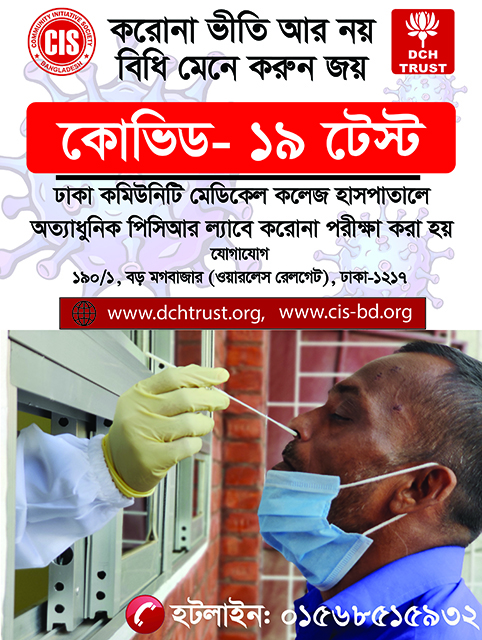 COMMUNITY INITIATIVE SOCIETY
CIS
BANGLADESH
করোনা ভীতি আর নয়
বিধি মেনে করুন জয়
DCH
TRUST
কোভিড- ১৯ টেস্ট
ঢাকা কমিউনিটি মেডিকেল কলেজ হাসপাতালে
অত্যাধুনিক পিসিআর ল্যাবে করোনা পরীক্ষা করা হয়
যোগাযোগ
১৯০/১, বড় মগবাজার (ওয়ারলেস রেলগেট), ঢাকা-১২১৭
www.dchtrust.org, www.cis-bd.org
হটলাইন: ০১৫৬৮৫১৫৯৩২